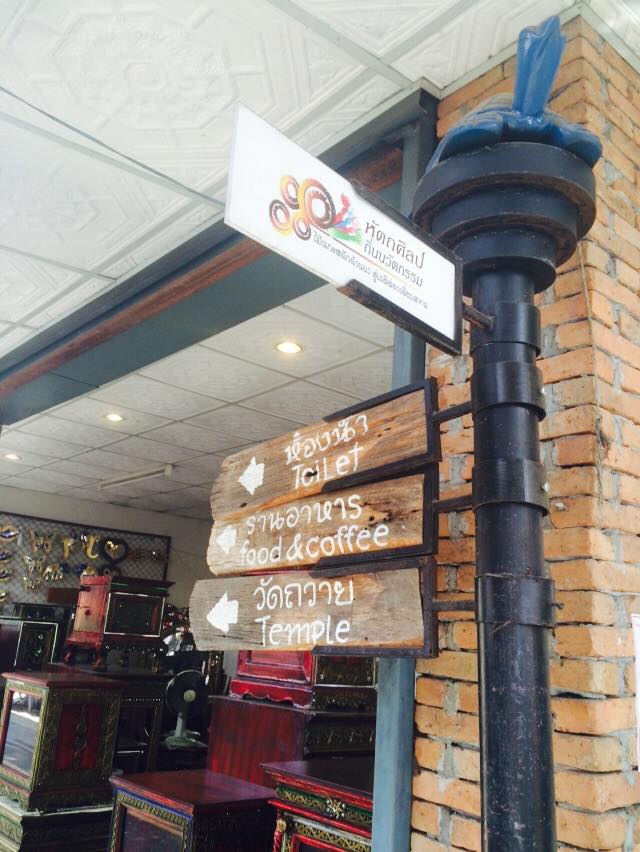 หัตถศิลป์
ถิ่นนวัตกรรม
ห้องน้ำ
Toilet
ร้านอาหาร
food & coffee
วัดถวาย
Temple